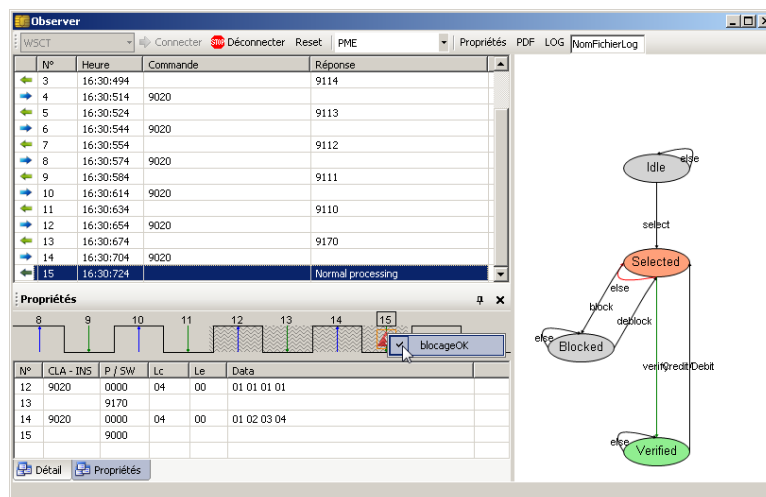 Observer
WSCT Connecter STOP Déconnecter Reset PME Propriétés PDF LOG NomFichierLog
N° Heure Commande Réponse
3 16:30:494 9114
4 16:30:514 9020
5 16:30:524 9113
6 16:30:544 9020
7 16:30:554 9112
8 16:30:574 9020
9 16:30:584 9111
10 16:30:614 9020
11 16:30:634 9110
12 16:30:654 9020
13 16:30:674 9170
14 16:30:704 9020
15 16:30:724 Normal processing
Propriétés
8 9 10 11 12 13 14 15
blocageOK
N° CLA - INS P / SW Lc Le Data
12 9020 0000 04 00 01 01 01 01
13 9170
14 9020 0000 04 00 01 02 03 04
15 9000
Détail Propriétés
else
Idle
select
Selected
else
block
deblock
else
Blocked
verify
Credit/Debit
else
Verified